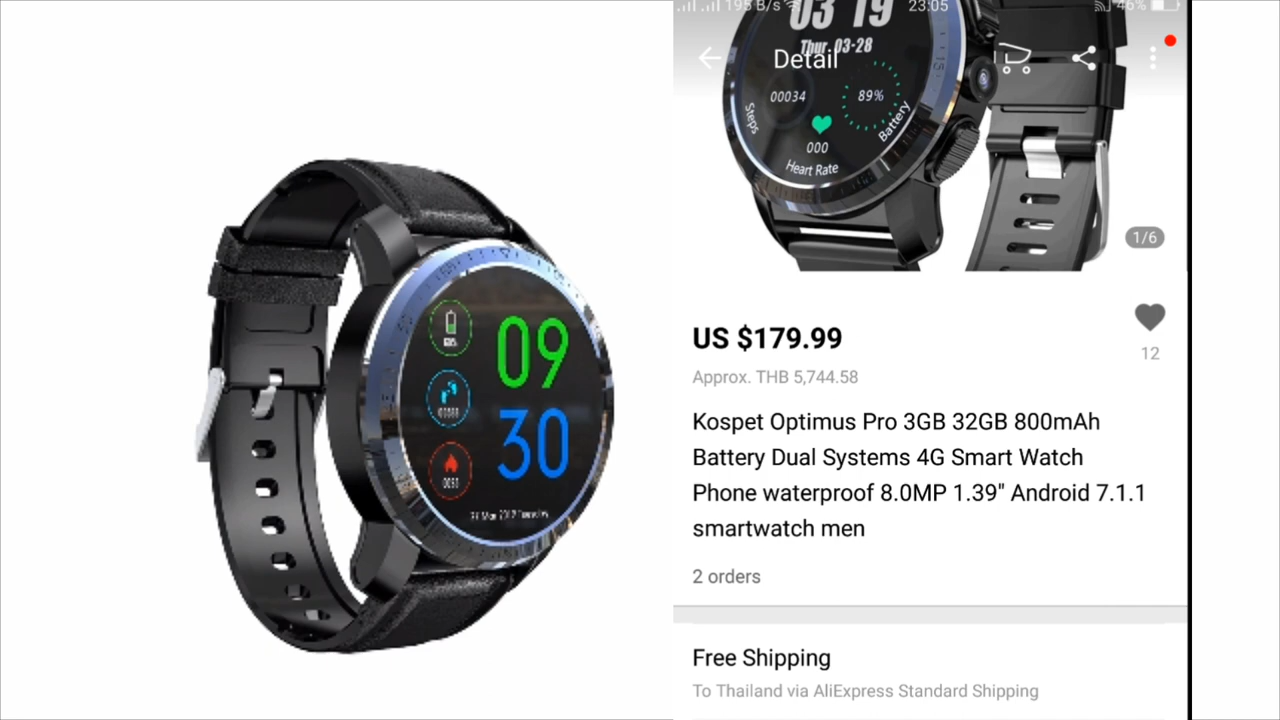 09
30
195 B/s
23:05
46%
03 19
Thur 03-28
Detail
00034
89%
Steps
Battery
000
Heart Rate
1/6
US $179.99
12
Approx. THB 5,744.58
Kospet Optimus Pro 3GB 32GB 800mAh
Battery Dual Systems 4G Smart Watch
Phone waterproof 8.0MP 1.39" Android 7.1.1
smartwatch men
2 orders
Free Shipping
To Thailand via AliExpress Standard Shipping